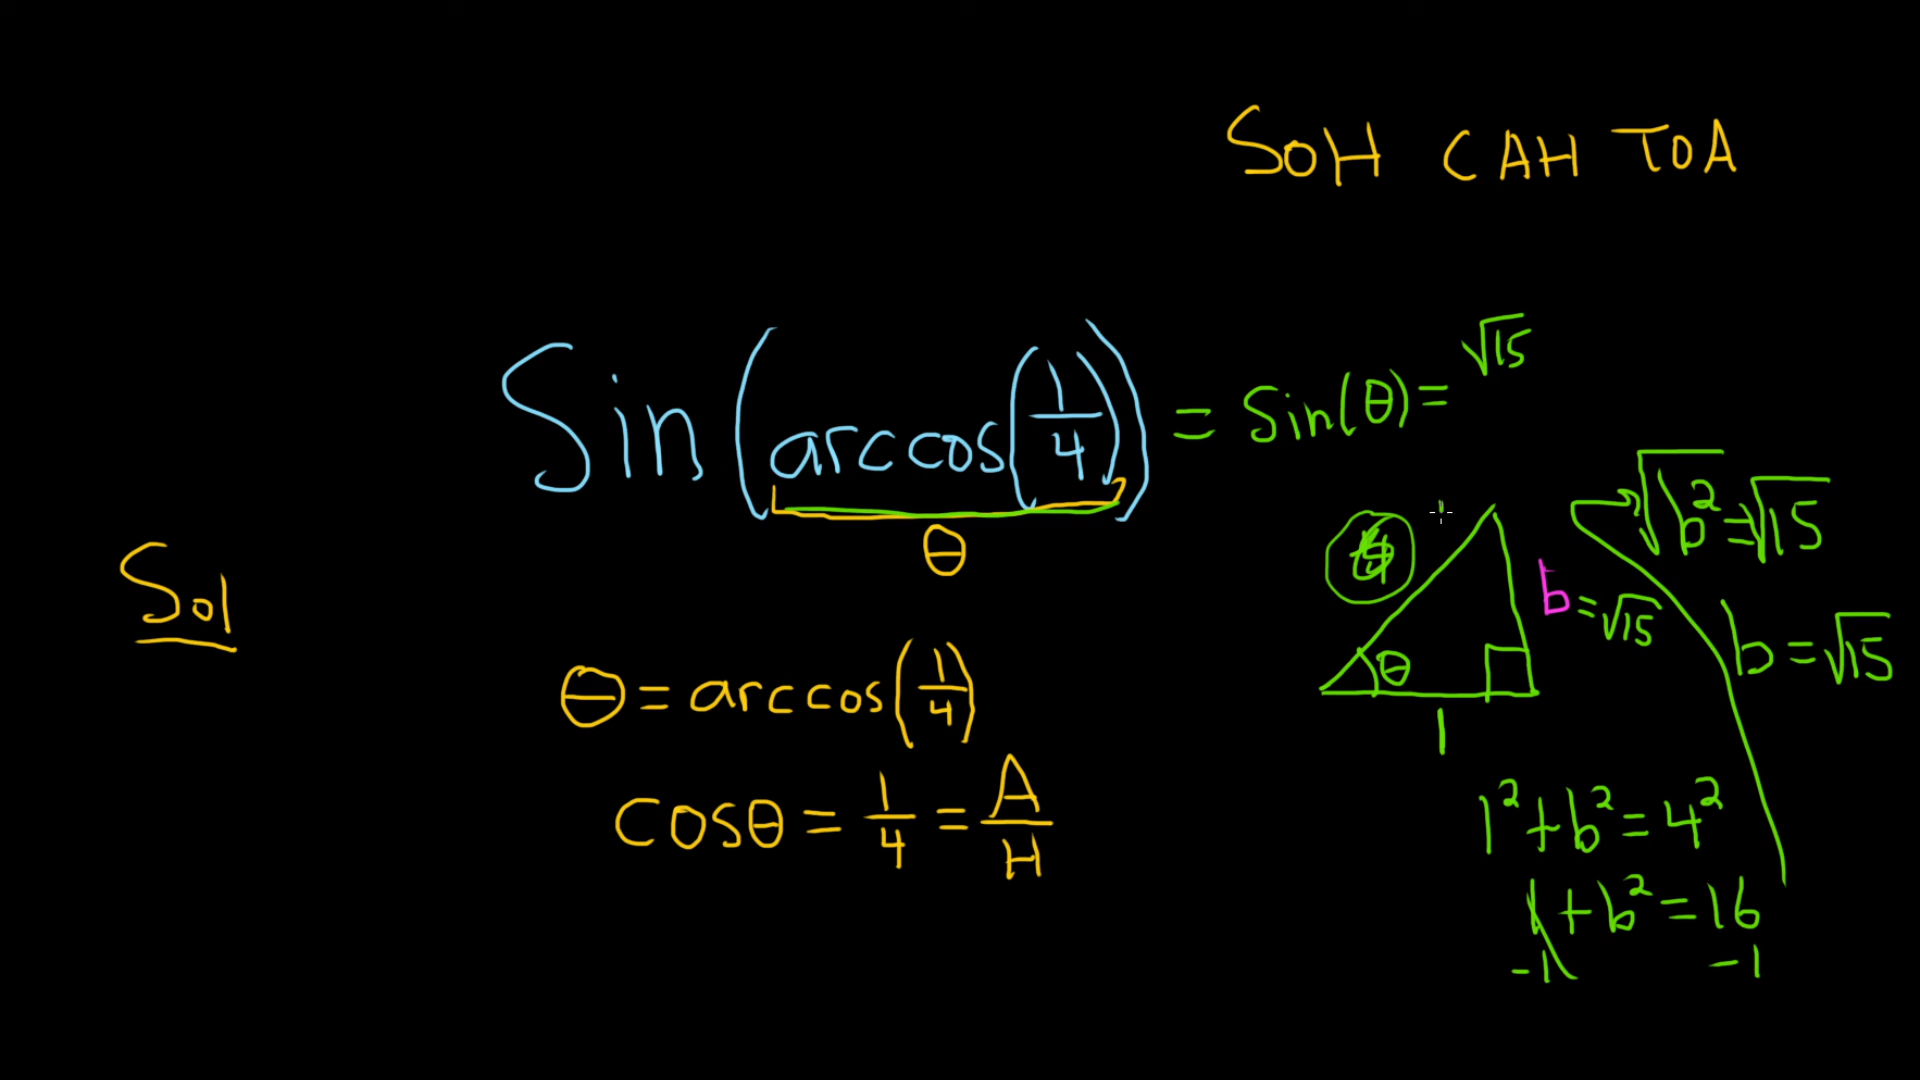 SOH CAH TOA
Sin(arccos(1/4)) = Sin(θ) = √15
θ
Sol
θ = arccos(1/4)
cosθ = 1/4 = A/H
4
θ
b = √15
1
√b² = √15
b = √15
1² + b² = 4²
1 + b² = 16
-1 -1